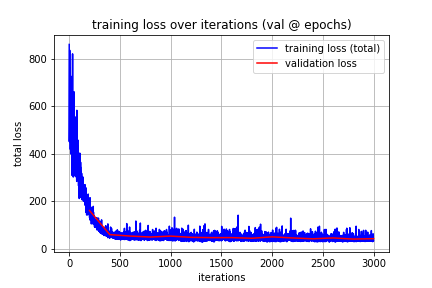 training loss over iterations (val @ epochs)
training loss (total)
validation loss
total loss
800
600
400
200
0
0 500 1000 1500 2000 2500 3000
iterations